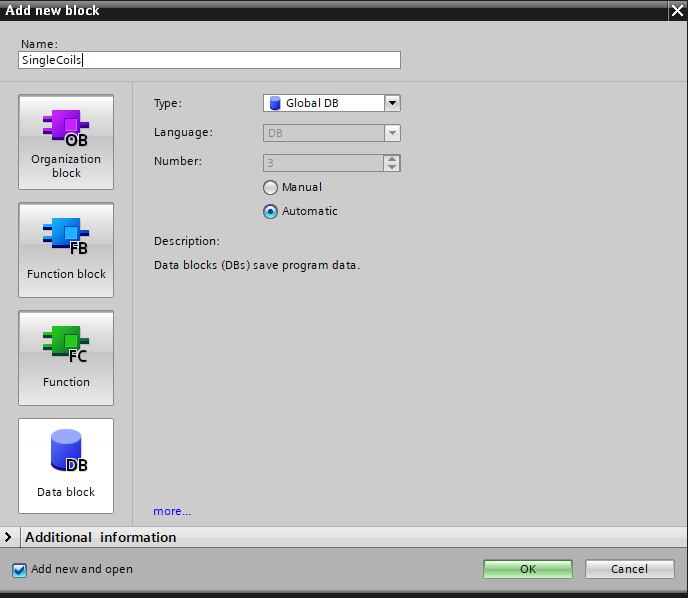 Add new block
Name:
SingleCoils
OB
Organization
block
FB
Function block
FC
Function
DB
Data block
Type:
Global DB
Language:
DB
Number:
3
Manual
Automatic
Description:
Data blocks (DBs) save program data.
more...
Additional information
Add new and open
OK
Cancel